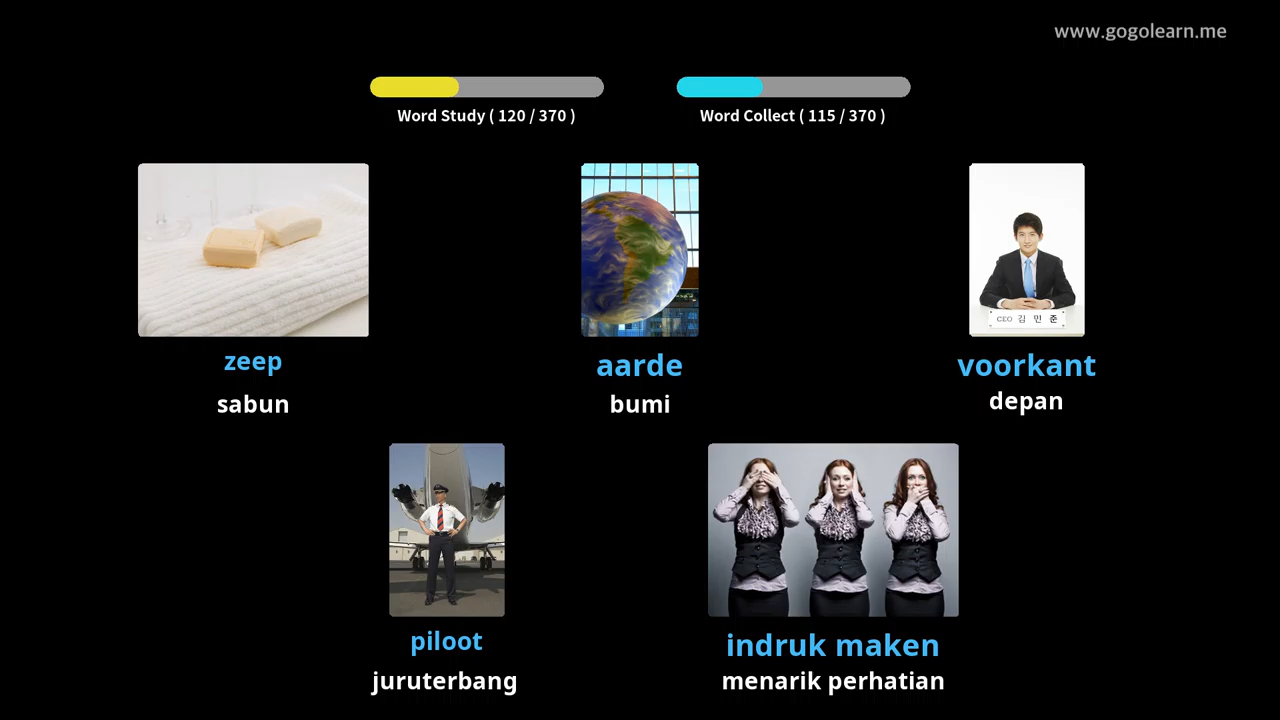 www.gogolearn.me
Word Study ( 120 / 370 )
Word Collect ( 115 / 370 )
zeep
sabun
aarde
bumi
CEO 김 민 준
voorkant
depan
piloot
juruterbang
indruk maken
menarik perhatian